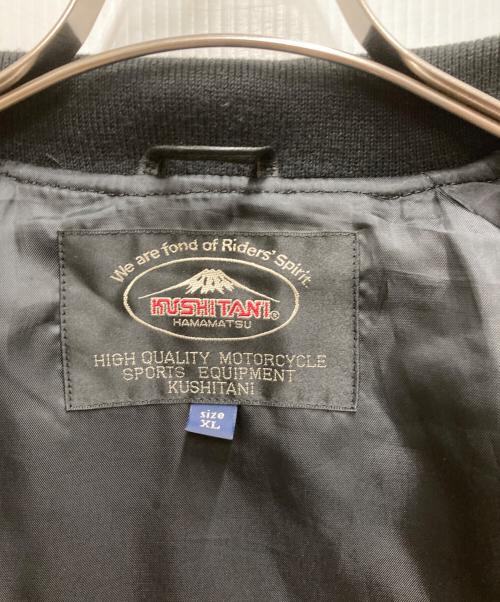 We are fond of Riders' Spirit.
KUSHITANI®
HAMAMATSU
HIGH QUALITY MOTORCYCLE
SPORTS EQUIPMENT
KUSHITANI
size
XL